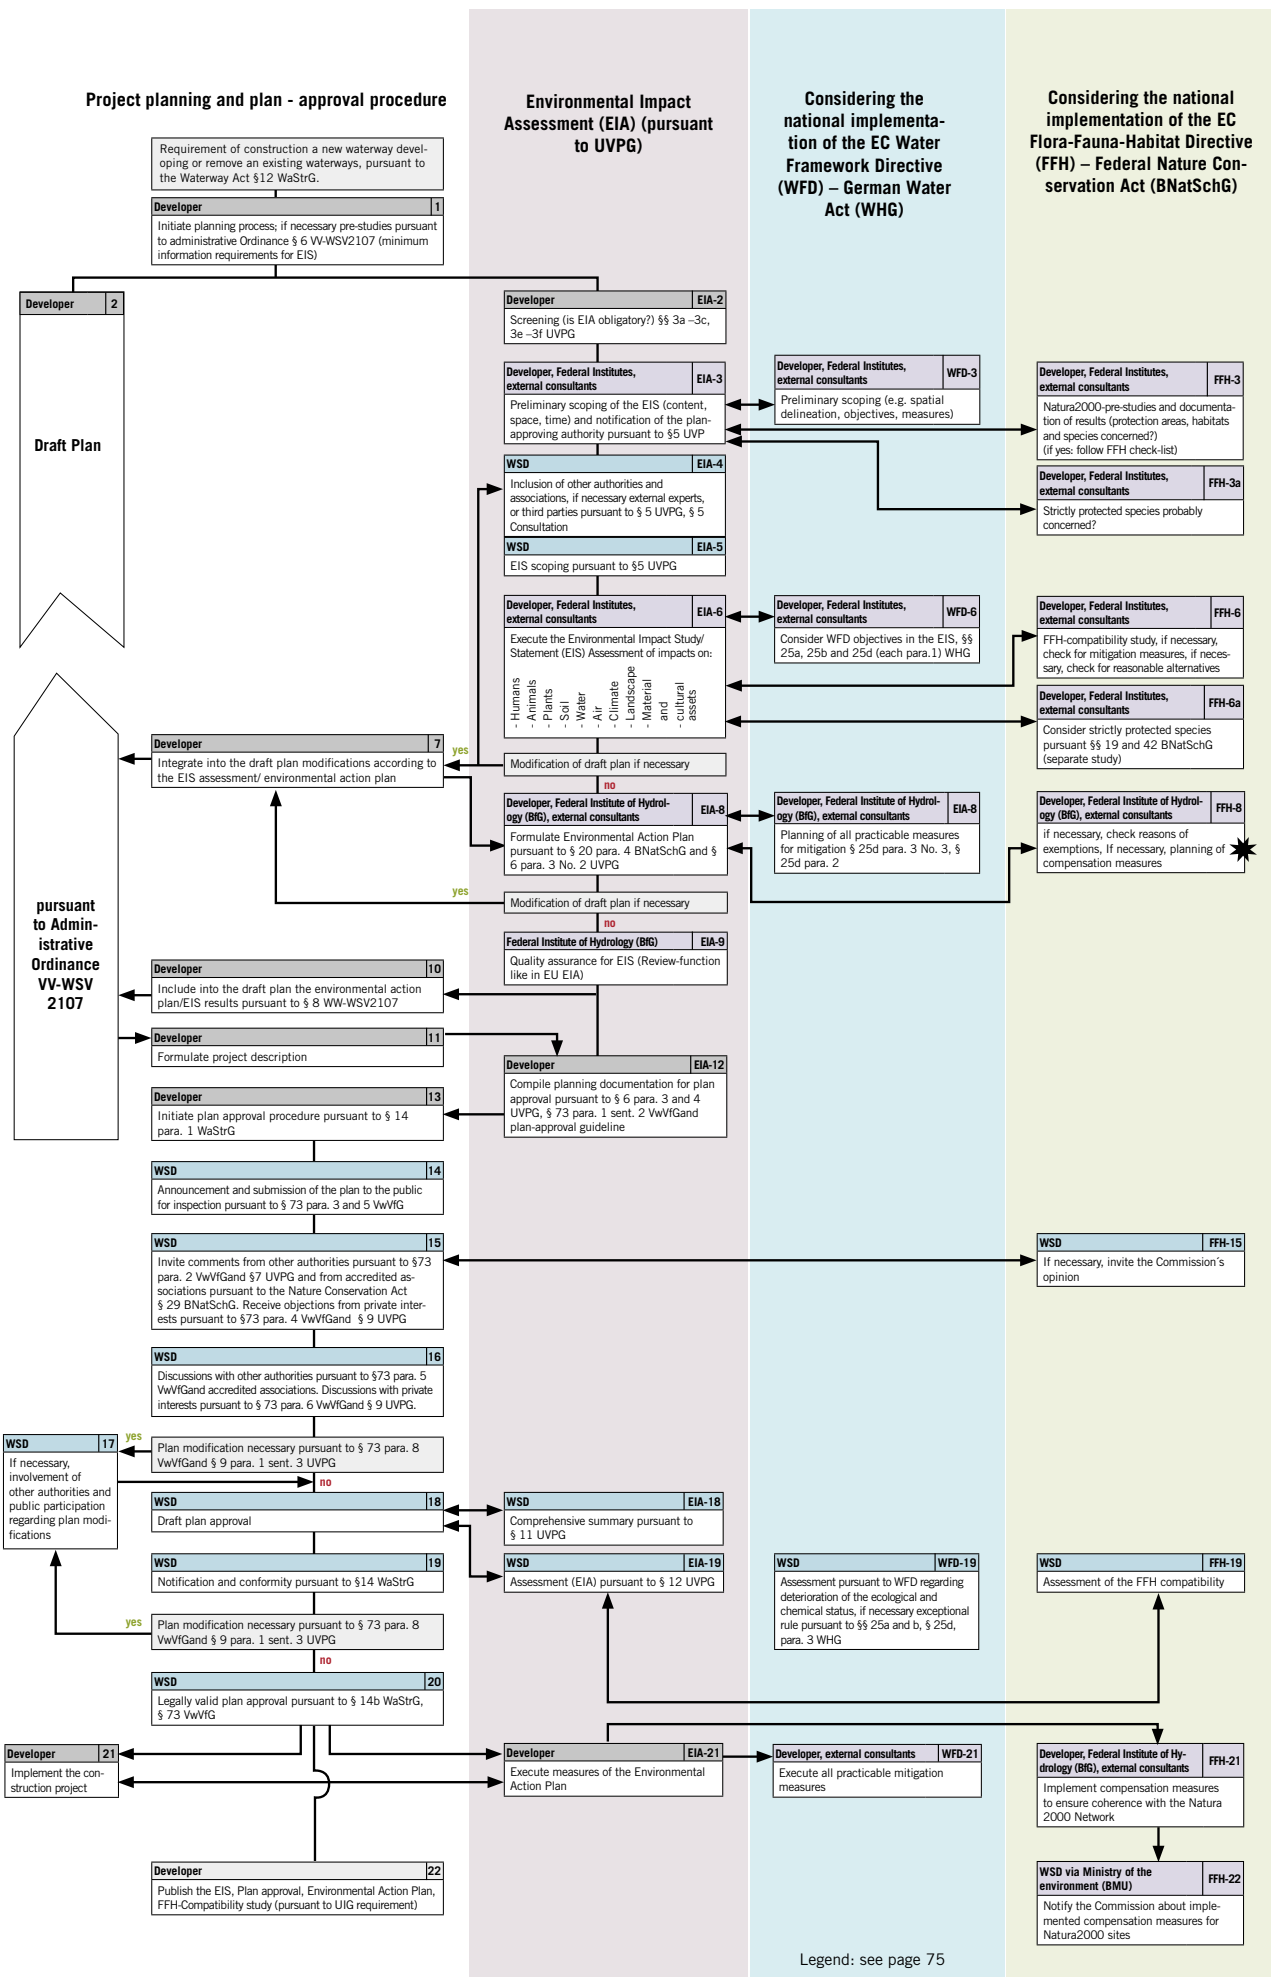 Project planning and plan - approval procedure
Environmental Impact
Assessment (EIA) (pursuant
to UVPG)
Considering the
national implementa-
tion of the EC Water
Framework Directive
(WFD) – German Water
Act (WHG)
Considering the national
implementation of the EC
Flora-Fauna-Habitat Directive
(FFH) – Federal Nature Con-
servation Act (BNatSchG)
Requirement of construction a new waterway devel-
oping or remove an existing waterways, pursuant to
the Waterway Act §12 WaStrG.
Developer 1
Initiate planning process; if necessary pre-studies pursuant
to administrative Ordinance § 6 VV-WSV2107 (minimum
information requirements for EIS)
Developer 2
Draft Plan
Developer EIA-2
Screening (is EIA obligatory?) §§ 3a –3c,
3e –3f UVPG
Developer, Federal Institutes,
external consultants EIA-3
Preliminary scoping of the EIS (content,
space, time) and notification of the plan-
approving authority pursuant to §5 UVP
Developer, Federal Institutes,
external consultants WFD-3
Preliminary scoping (e.g. spatial
delineation, objectives, measures)
Developer, Federal Institutes,
external consultants FFH-3
Natura2000-pre-studies and documenta-
tion of results (protection areas, habitats
and species concerned?)
(if yes: follow FFH check-list)
WSD EIA-4
Inclusion of other authorities and
associations, if necessary external experts,
or third parties pursuant to § 5 UVPG, § 5
Consultation
Developer, Federal Institutes,
external consultants FFH-3a
Strictly protected species probably
concerned?
WSD EIA-5
EIS scoping pursuant to §5 UVPG
Developer, Federal Institutes,
external consultants EIA-6
Execute the Environmental Impact Study/
Statement (EIS) Assessment of impacts on:
- Humans
- Animals
- Plants
- Soil
- Water
- Air
- Climate
- Landscape
- Material
and
- cultural
assets
Developer, Federal Institutes,
external consultants WFD-6
Consider WFD objectives in the EIS, §§
25a, 25b and 25d (each para.1) WHG
Developer, Federal Institutes,
external consultants FFH-6
FFH-compatibility study, if necessary,
check for mitigation measures, if neces-
sary, check for reasonable alternatives
Developer, Federal Institutes,
external consultants FFH-6a
Consider strictly protected species
pursuant §§ 19 and 42 BNatSchG
(separate study)
Developer 7
Integrate into the draft plan modifications according to
the EIS assessment/ environmental action plan
yes
Modification of draft plan if necessary
no
Developer, Federal Institute of Hydrol-
ogy (BfG), external consultants EIA-8
Formulate Environmental Action Plan
pursuant to § 20 para. 4 BNatSchG and §
6 para. 3 No. 2 UVPG
Developer, Federal Institute of Hydrol-
ogy (BfG), external consultants EIA-8
Planning of all practicable measures
for mitigation § 25d para. 3 No. 3, §
25d para. 2
Developer, Federal Institute of Hydrol-
ogy (BfG), external consultants FFH-8
if necessary, check reasons of
exemptions, If necessary, planning of
compensation measures
yes
Modification of draft plan if necessary
no
pursuant
to Admin-
istrative
Ordinance
VV-WSV
2107
Federal Institute of Hydrology (BfG) EIA-9
Quality assurance for EIS (Review-function
like in EU EIA)
Developer 10
Include into the draft plan the environmental action
plan/EIS results pursuant to § 8 WW-WSV2107
Developer 11
Formulate project description
Developer EIA-12
Compile planning documentation for plan
approval pursuant to § 6 para. 3 and 4
UVPG, § 73 para. 1 sent. 2 VwVfGand
plan-approval guideline
Developer 13
Initiate plan approval procedure pursuant to § 14
para. 1 WaStrG
WSD 14
Announcement and submission of the plan to the public
for inspection pursuant to § 73 para. 3 and 5 VwVfG
WSD 15
Invite comments from other authorities pursuant to §73
para. 2 VwVfGand §7 UVPG and from accredited as-
sociations pursuant to the Nature Conservation Act
§ 29 BNatSchG. Receive objections from private inter-
ests pursuant to §73 para. 4 VwVfGand § 9 UVPG
WSD FFH-15
If necessary, invite the Commission´s
opinion
WSD 16
Discussions with other authorities pursuant to §73 para. 5
VwVfGand accredited associations. Discussions with private
interests pursuant to § 73 para. 6 VwVfGand § 9 UVPG.
WSD 17
If necessary,
involvement of
other authorities and
public participation
regarding plan modi-
fications
yes
Plan modification necessary pursuant to § 73 para. 8
VwVfGand § 9 para. 1 sent. 3 UVPG
no
WSD 18
Draft plan approval
WSD EIA-18
Comprehensive summary pursuant to
§ 11 UVPG
WSD 19
Notification and conformity pursuant to §14 WaStrG
WSD EIA-19
Assessment (EIA) pursuant to § 12 UVPG
WSD WFD-19
Assessment pursuant to WFD regarding
deterioration of the ecological and
chemical status, if necessary exceptional
rule pursuant to §§ 25a and b, § 25d,
para. 3 WHG
WSD FFH-19
Assessment of the FFH compatibility
yes
Plan modification necessary pursuant to § 73 para. 8
VwVfGand § 9 para. 1 sent. 3 UVPG
no
WSD 20
Legally valid plan approval pursuant to § 14b WaStrG,
§ 73 VwVfG
Developer 21
Implement the con-
struction project
Developer EIA-21
Execute measures of the Environmental
Action Plan
Developer, external consultants WFD-21
Execute all practicable mitigation
measures
Developer, Federal Institute of Hy-
drology (BfG), external consultants FFH-21
Implement compensation measures
to ensure coherence with the Natura
2000 Network
Developer 22
Publish the EIS, Plan approval, Environmental Action Plan,
FFH-Compatibility study (pursuant to UIG requirement)
WSD via Ministry of the
environment (BMU) FFH-22
Notify the Commission about imple-
mented compensation measures for
Natura2000 sites
Legend: see page 75